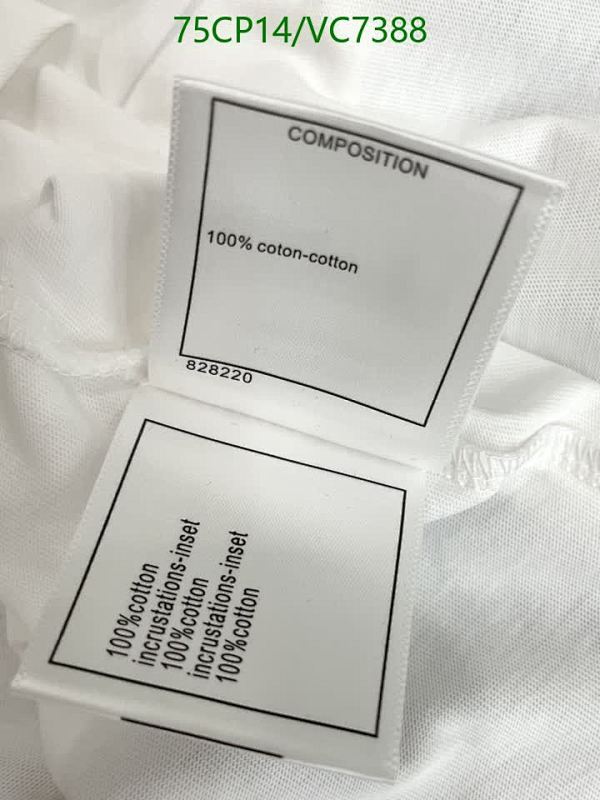 75CP14/VC7388
COMPOSITION
100% coton-cotton
828220
100%cotton
incrustations-inset
100%cotton
incrustations-inset
100%cotton